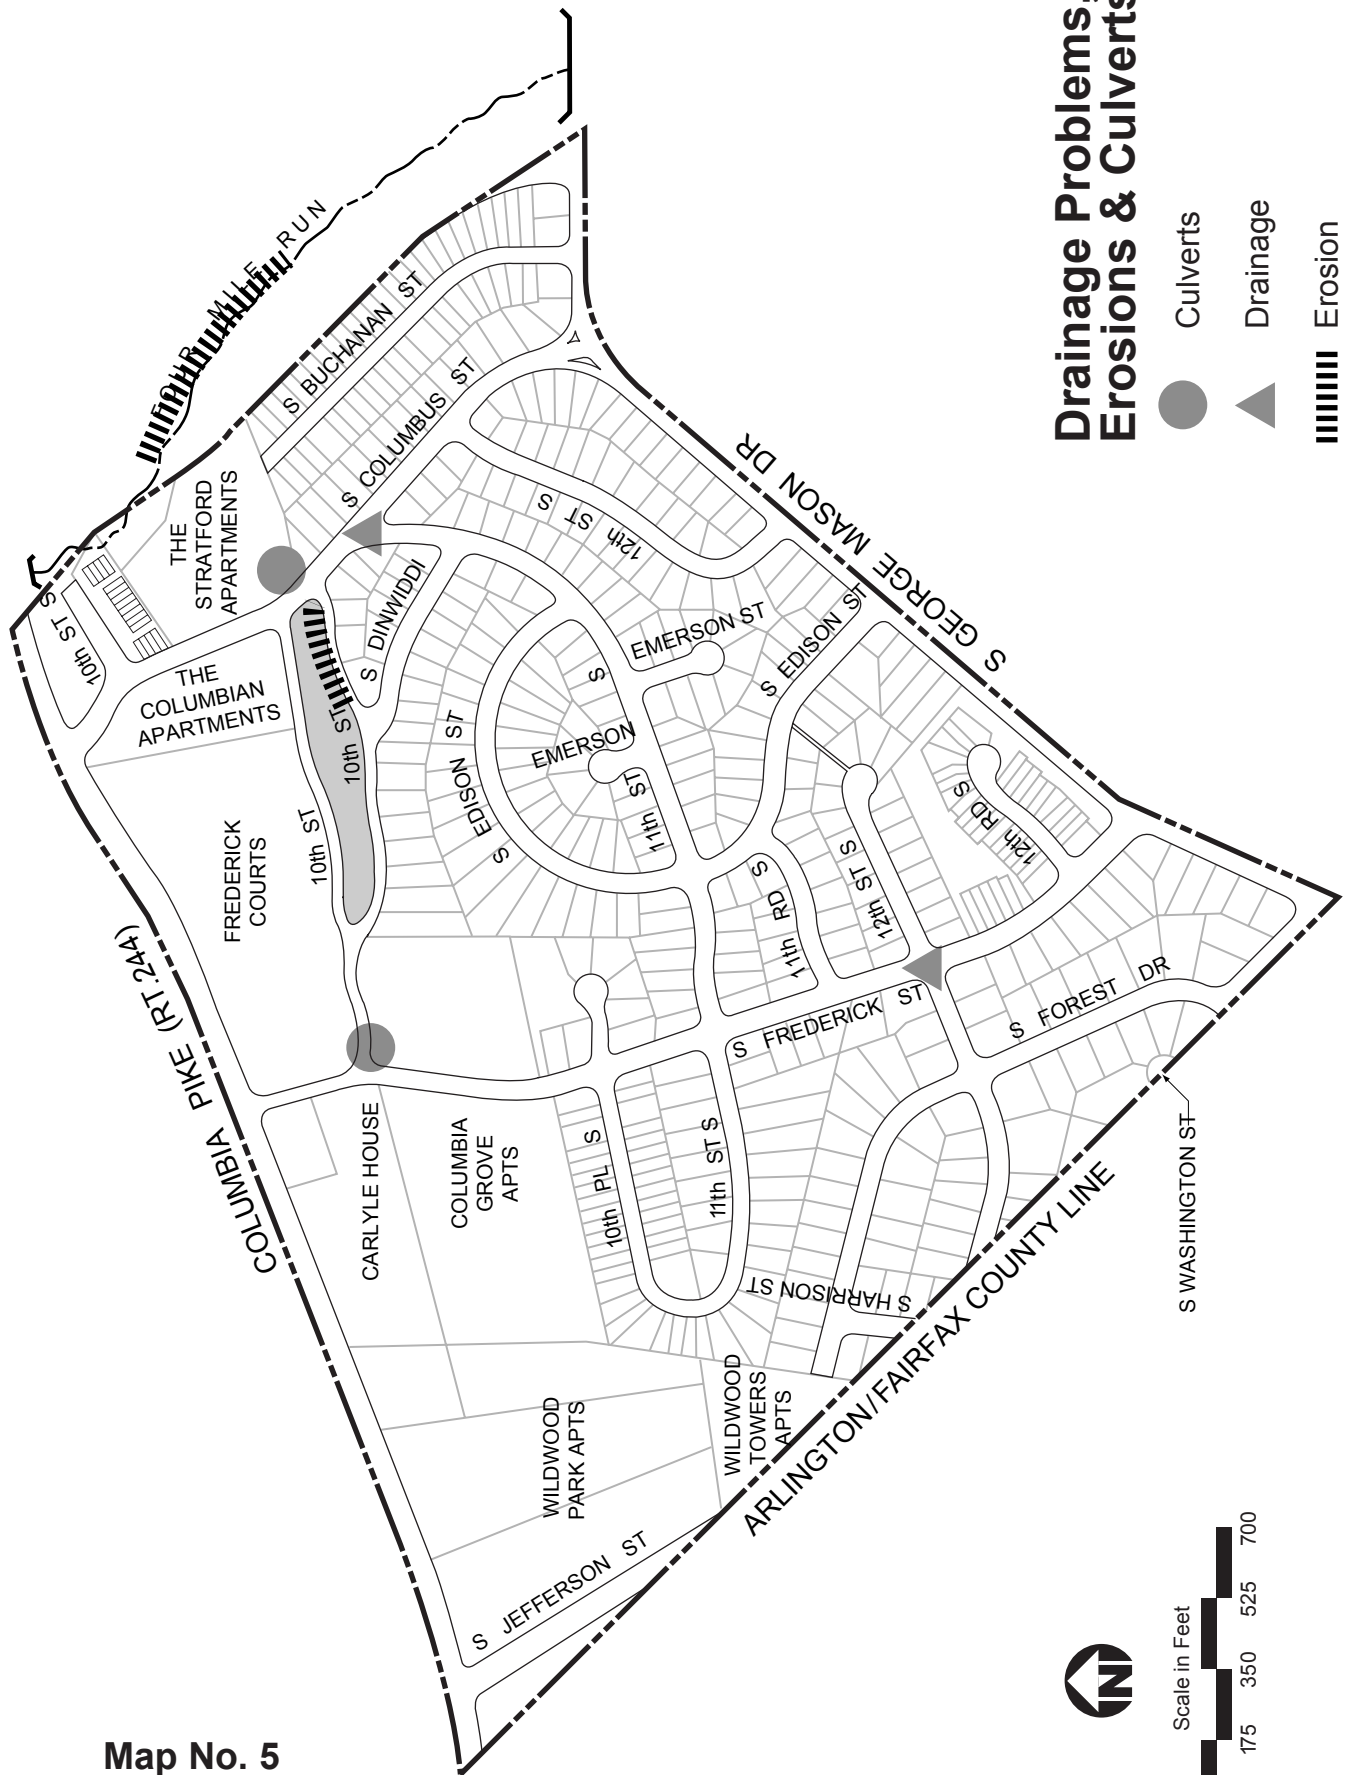 Drainage Problems,
Erosions & Culverts
Culverts
Drainage
Erosion
FOUR MILE RUN
S BUCHANAN ST
S COLUMBUS ST
THE
STRATFORD
APARTMENTS
10th ST S
THE
COLUMBIAN
APARTMENTS
S DINWIDDI
10th ST
10th ST
FREDERICK
COURTS
S EDISON ST
EMERSON
S
EMERSON ST
12th ST S
S EDISON ST
S GEORGE MASON DR
11th ST
11th RD S
12th ST S
12th RD S
COLUMBIA PIKE (RT.244)
S FREDERICK ST
S FOREST DR
CARLYLE HOUSE
COLUMBIA
GROVE
APTS
10th PL S
11th ST S
S HARRISON ST
S WASHINGTON ST
WILDWOOD
PARK APTS
WILDWOOD
TOWERS
APTS
ARLINGTON/FAIRFAX COUNTY LINE
S JEFFERSON ST
N
Scale in Feet
175 350 525 700
Map No. 5